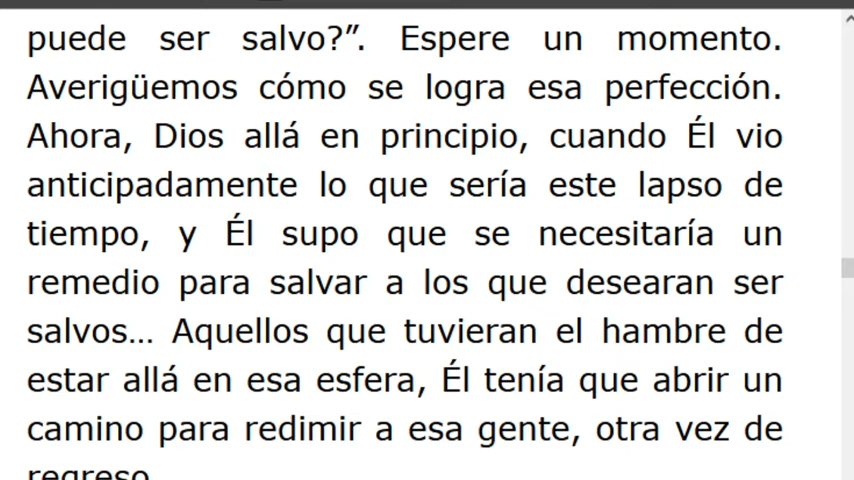 puede ser salvo?”. Espere un momento.
Averigüemos cómo se logra esa perfección.
Ahora, Dios allá en principio, cuando Él vio
anticipadamente lo que sería este lapso de
tiempo, y Él supo que se necesitaría un
remedio para salvar a los que desearan ser
salvos... Aquellos que tuvieran el hambre de
estar allá en esa esfera, Él tenía que abrir un
camino para redimir a esa gente, otra vez de
regreso